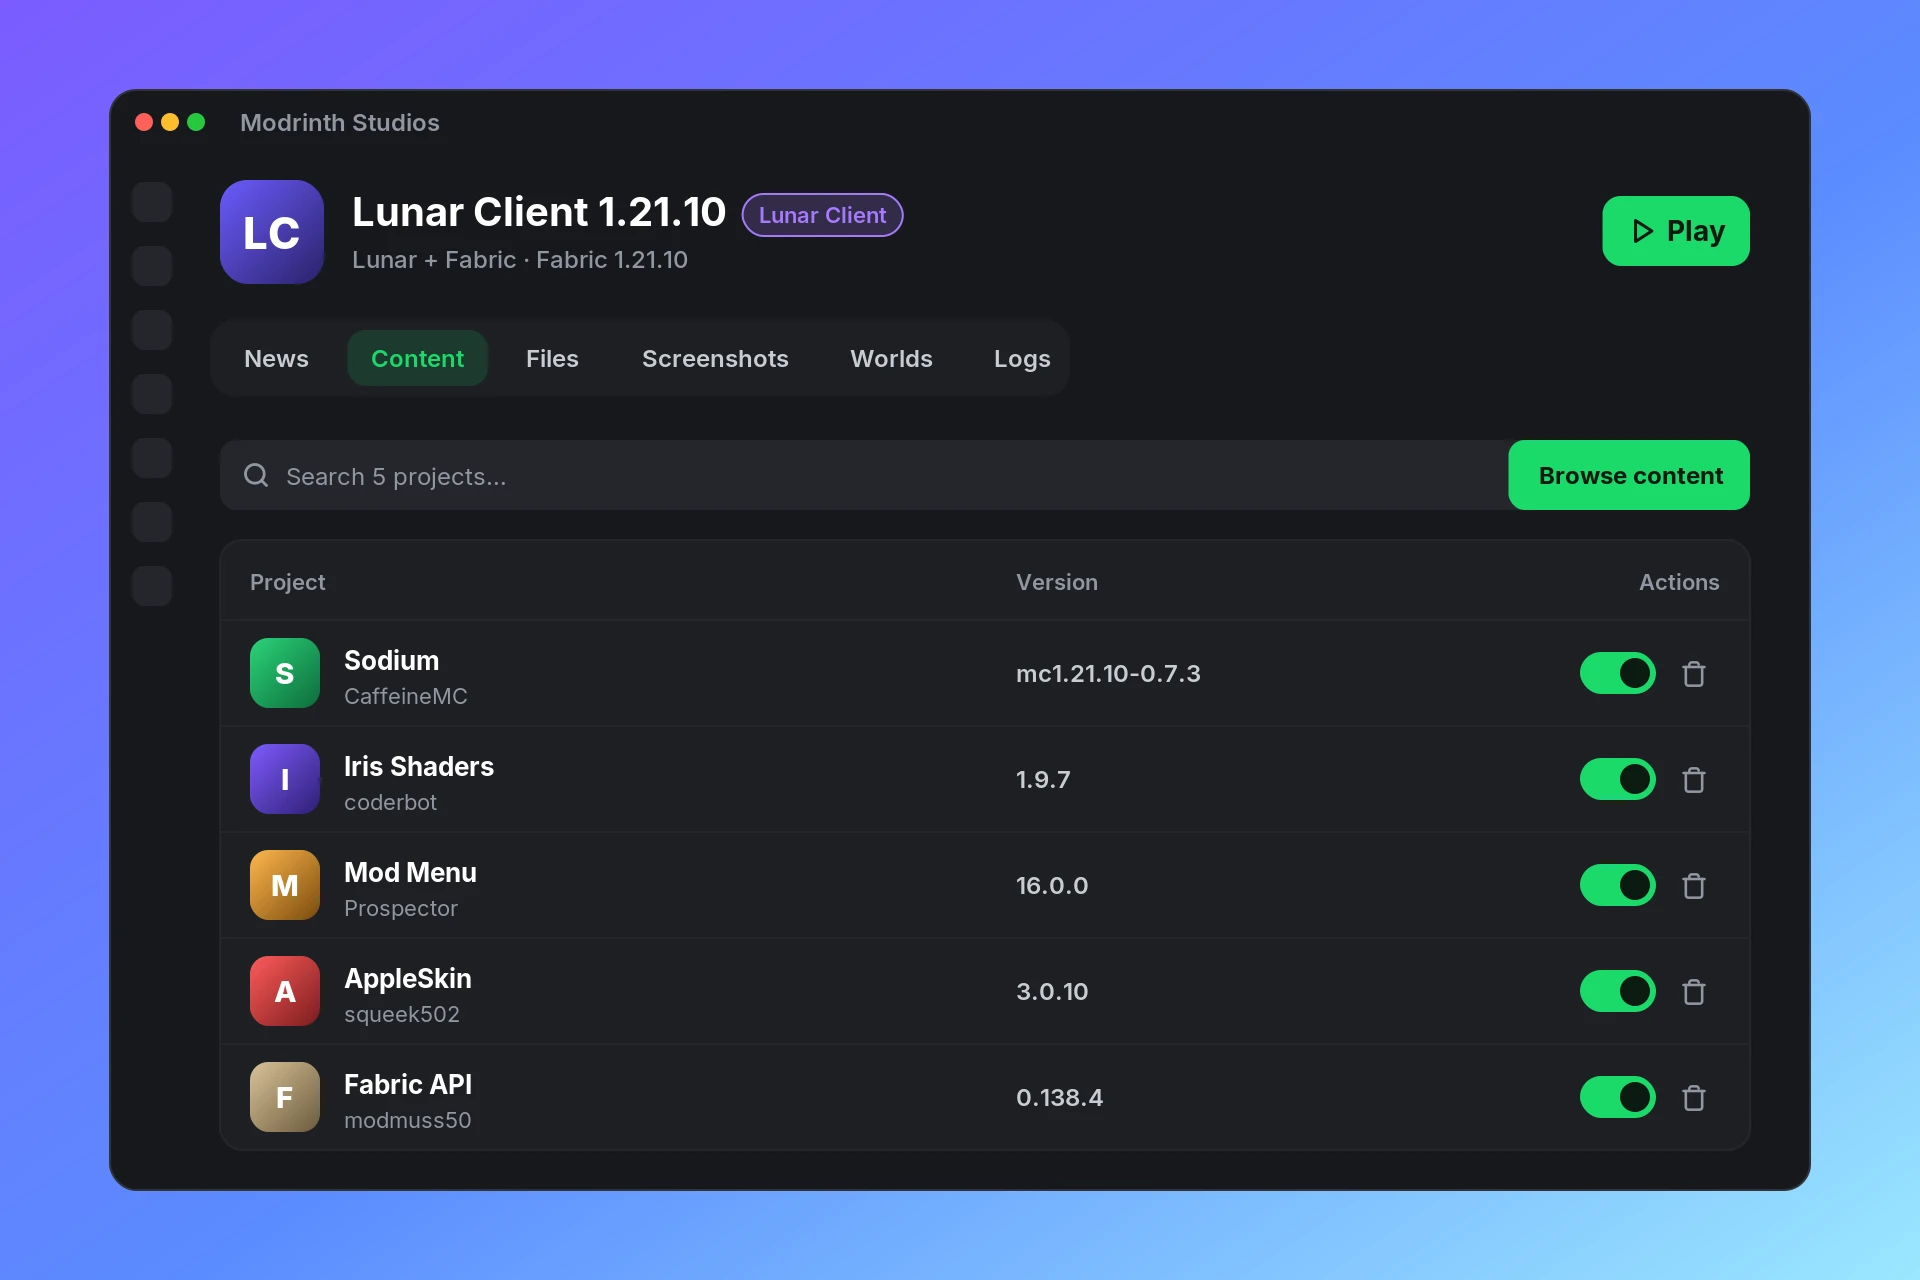 Modrinth Studios
LC
Lunar Client 1.21.10
Lunar Client
Lunar + Fabric · Fabric 1.21.10
Play
News
Content
Files
Screenshots
Worlds
Logs
Search 5 projects...
Browse content
Project
Version
Actions
S
Sodium
CaffeineMC
mc1.21.10-0.7.3
I
Iris Shaders
coderbot
1.9.7
M
Mod Menu
Prospector
16.0.0
A
AppleSkin
squeek502
3.0.10
F
Fabric API
modmuss50
0.138.4